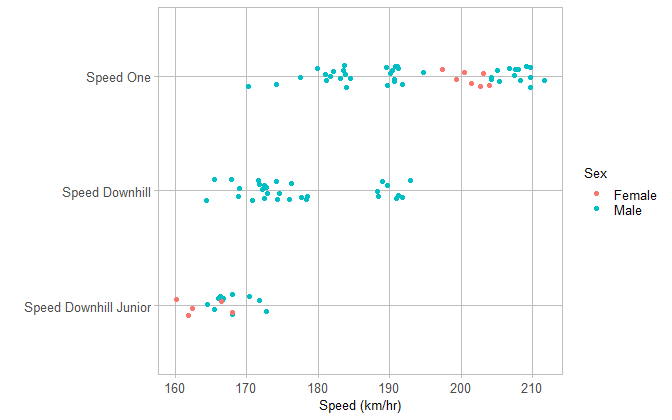 Speed One
Speed Downhill
Speed Downhill Junior
160 170 180 190 200 210
Speed (km/hr)
Sex
Female
Male